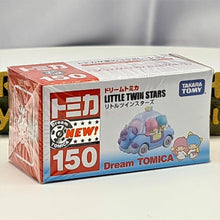 トミカ
NEW!
150
ドリームトミカ
LITTLE TWIN STARS
リトルツインスターズ
TAKARA TOMY
Dream TOMICA